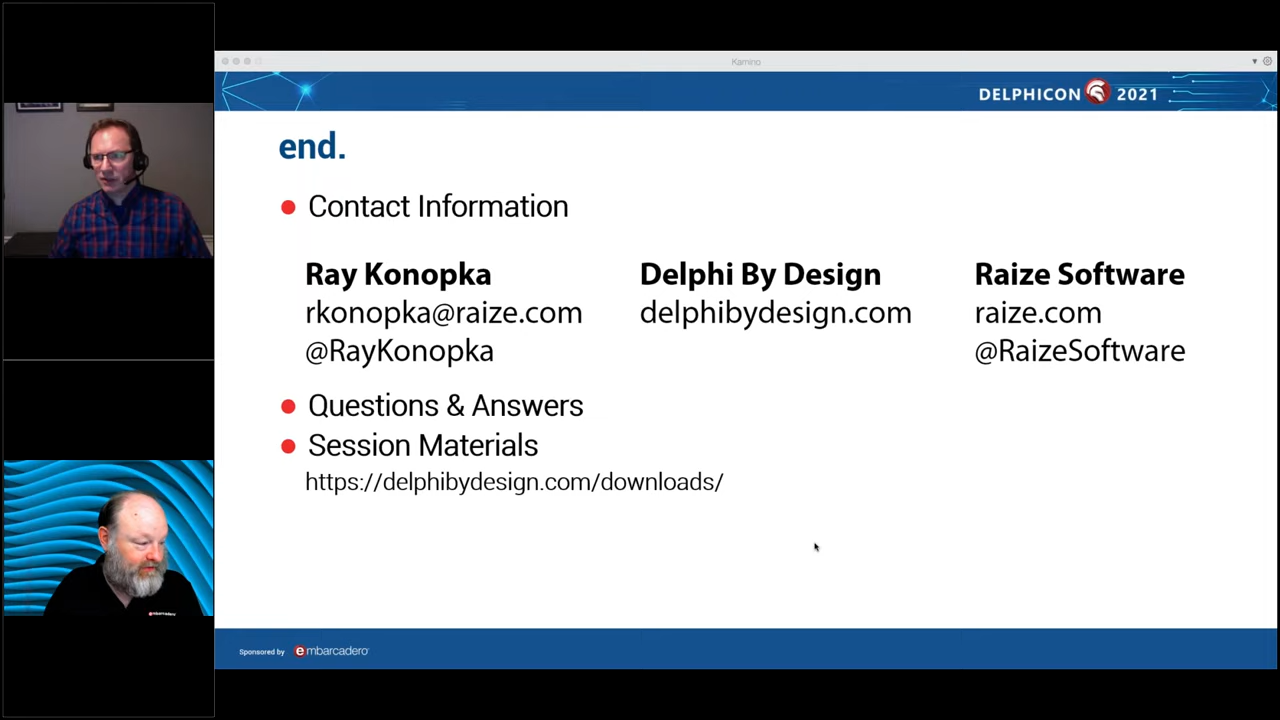 Kamino
DELPHICON 2021
end.
Contact Information
Ray Konopka
rkonopka@raize.com
@RayKonopka
Delphi By Design
delphibydesign.com
Raize Software
raize.com
@RaizeSoftware
Questions & Answers
Session Materials
https://delphibydesign.com/downloads/
Sponsored by embarcadero
embarcadero